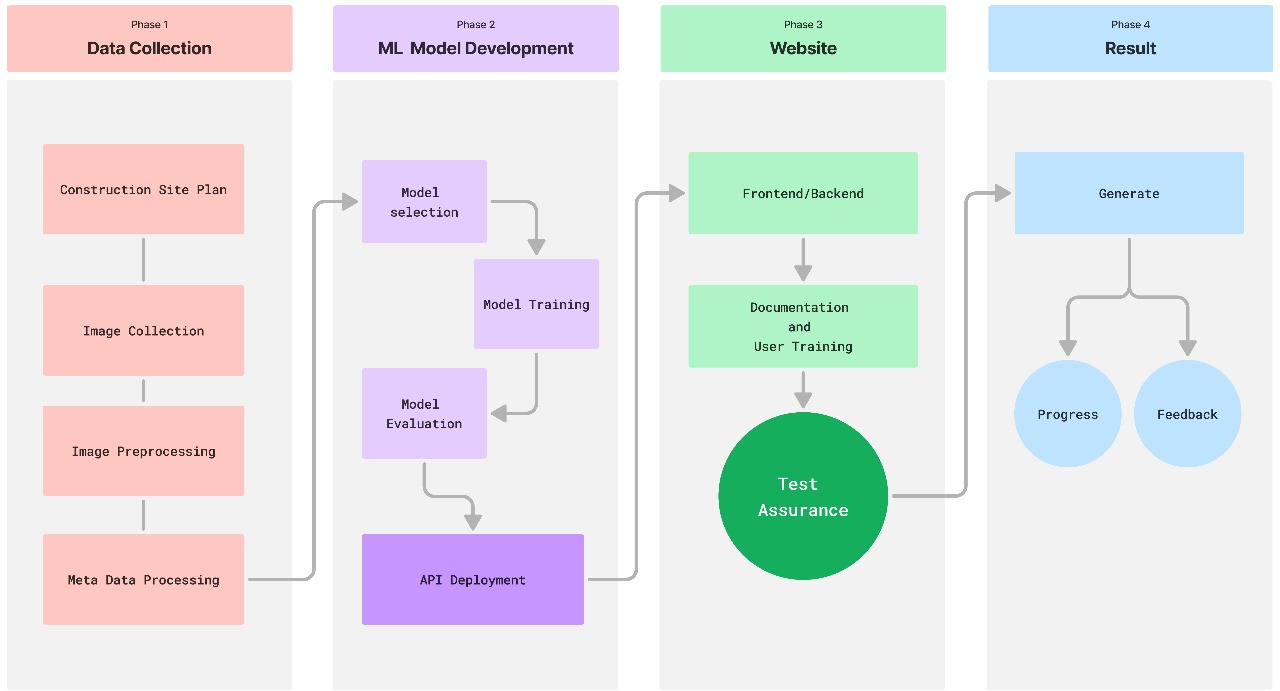 Phase 1
Data Collection
Phase 2
ML Model Development
Phase 3
Website
Phase 4
Result
Construction Site Plan
Image Collection
Image Preprocessing
Meta Data Processing
Model
selection
Model Training
Model
Evaluation
API Deployment
Frontend/Backend
Documentation
and
User Training
Test
Assurance
Generate
Progress
Feedback